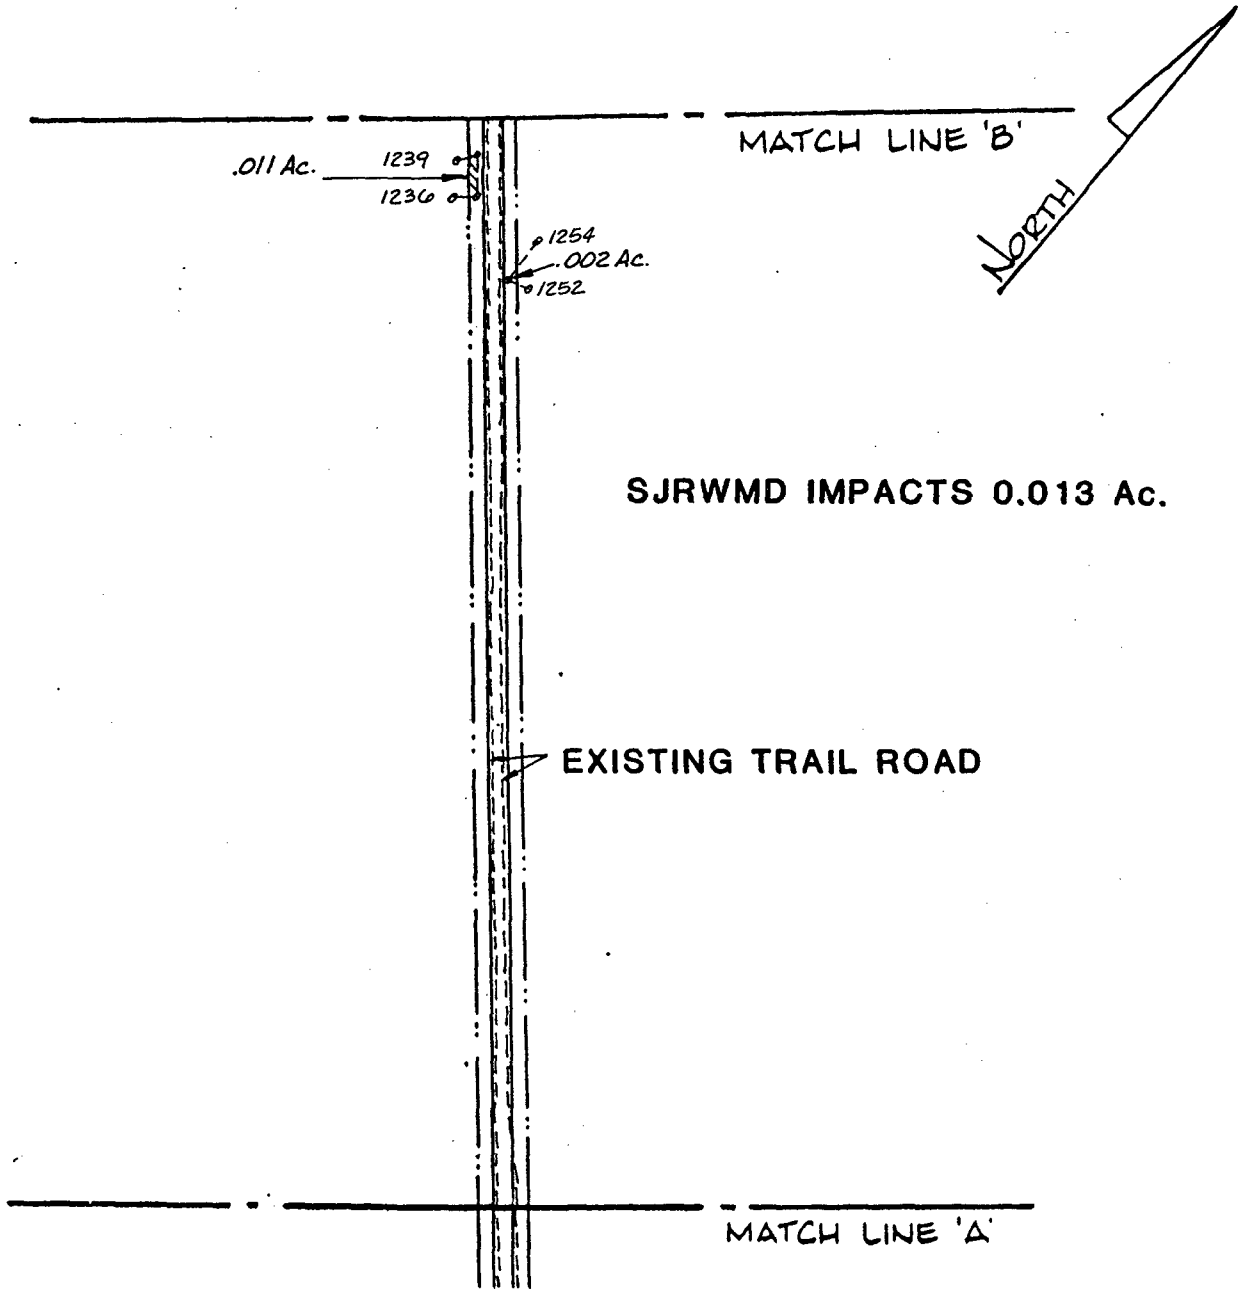 MATCH LINE 'B'
NORTH
.011 Ac.
1239
1236
1254
.002 Ac.
1252
SJRWMD IMPACTS 0.013 Ac.
EXISTING TRAIL ROAD
MATCH LINE 'A'